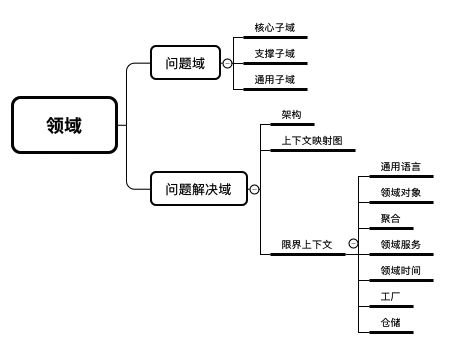 领域
问题域
核心子域
支撑子域
通用子域
问题解决域
架构
上下文映射图
限界上下文
通用语言
领域对象
聚合
领域服务
领域时间
工厂
仓储